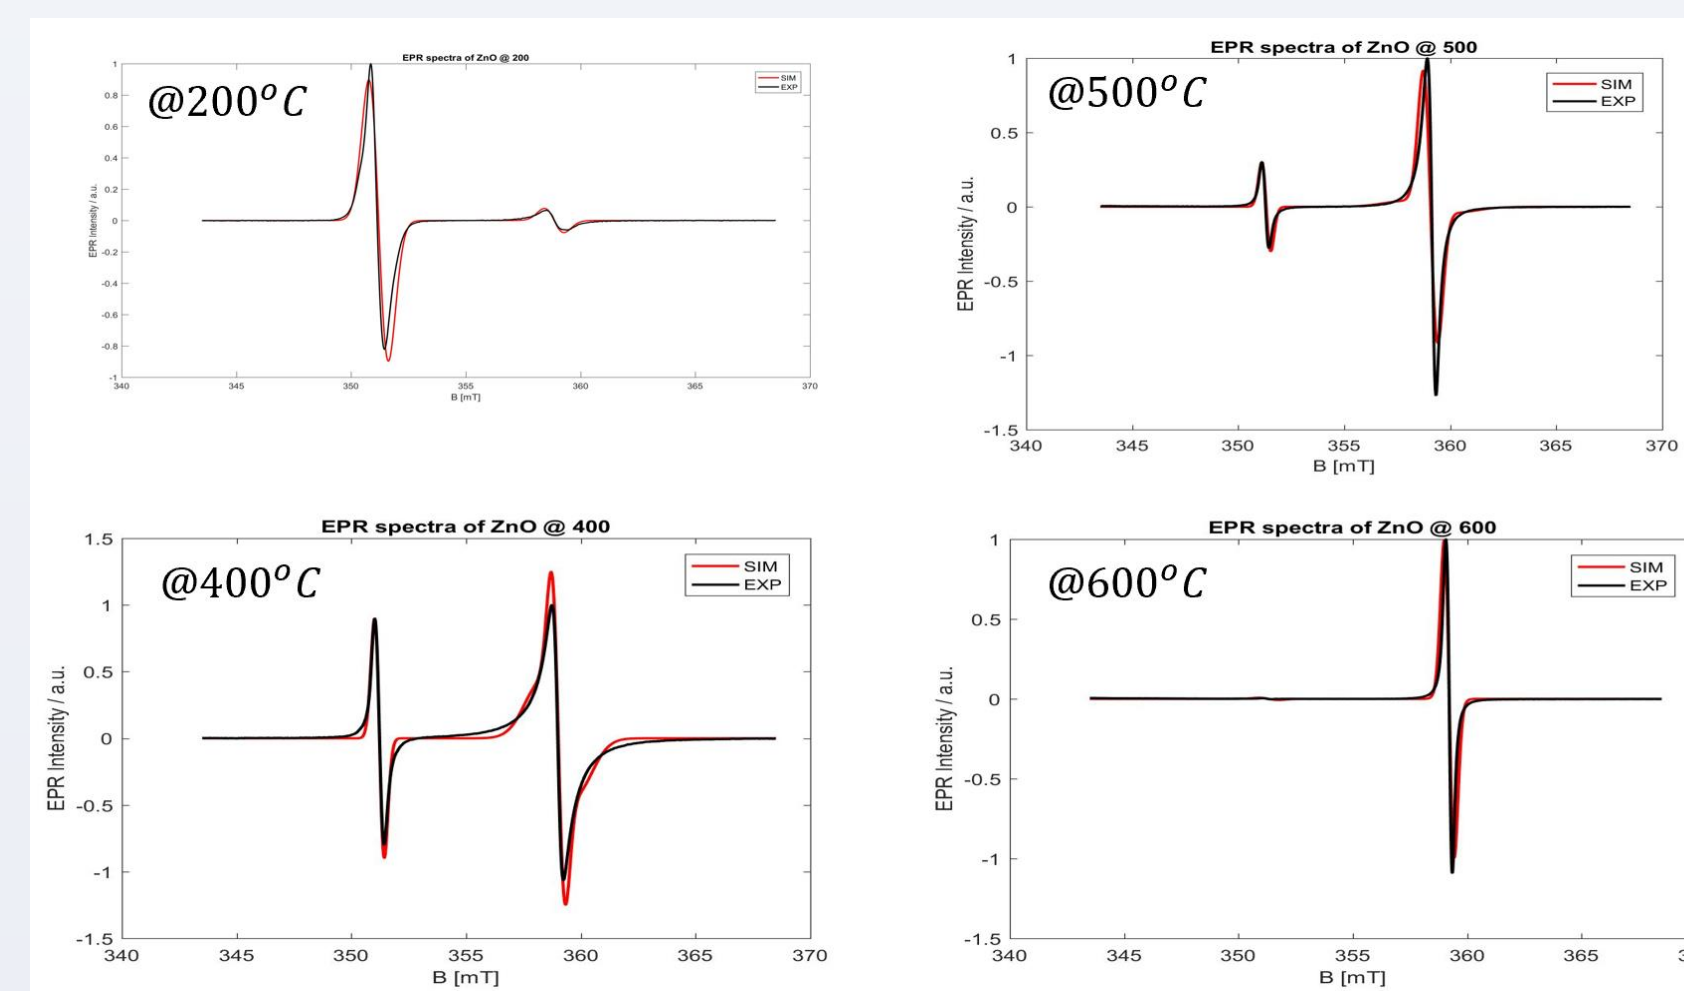 EPR spectra of ZnO @ 200
@200°C
SIM
EXP
1
0.8
0.6
0.4
0.2
0
-0.2
-0.4
-0.6
-0.8
-1
340 345 350 355 360 365 370
EPR Intensity / a.u.
B [mT]
EPR spectra of ZnO @ 500
@500°C
SIM
EXP
1
0.5
0
-0.5
-1
-1.5
340 345 350 355 360 365 370
EPR Intensity / a.u.
B [mT]
EPR spectra of ZnO @ 400
@400°C
SIM
EXP
1.5
1
0.5
0
-0.5
-1
-1.5
340 345 350 355 360 365 370
EPR Intensity / a.u.
B [mT]
EPR spectra of ZnO @ 600
@600°C
SIM
EXP
1
0.5
0
-0.5
-1
-1.5
340 345 350 355 360 365
EPR Intensity / a.u.
B [mT]